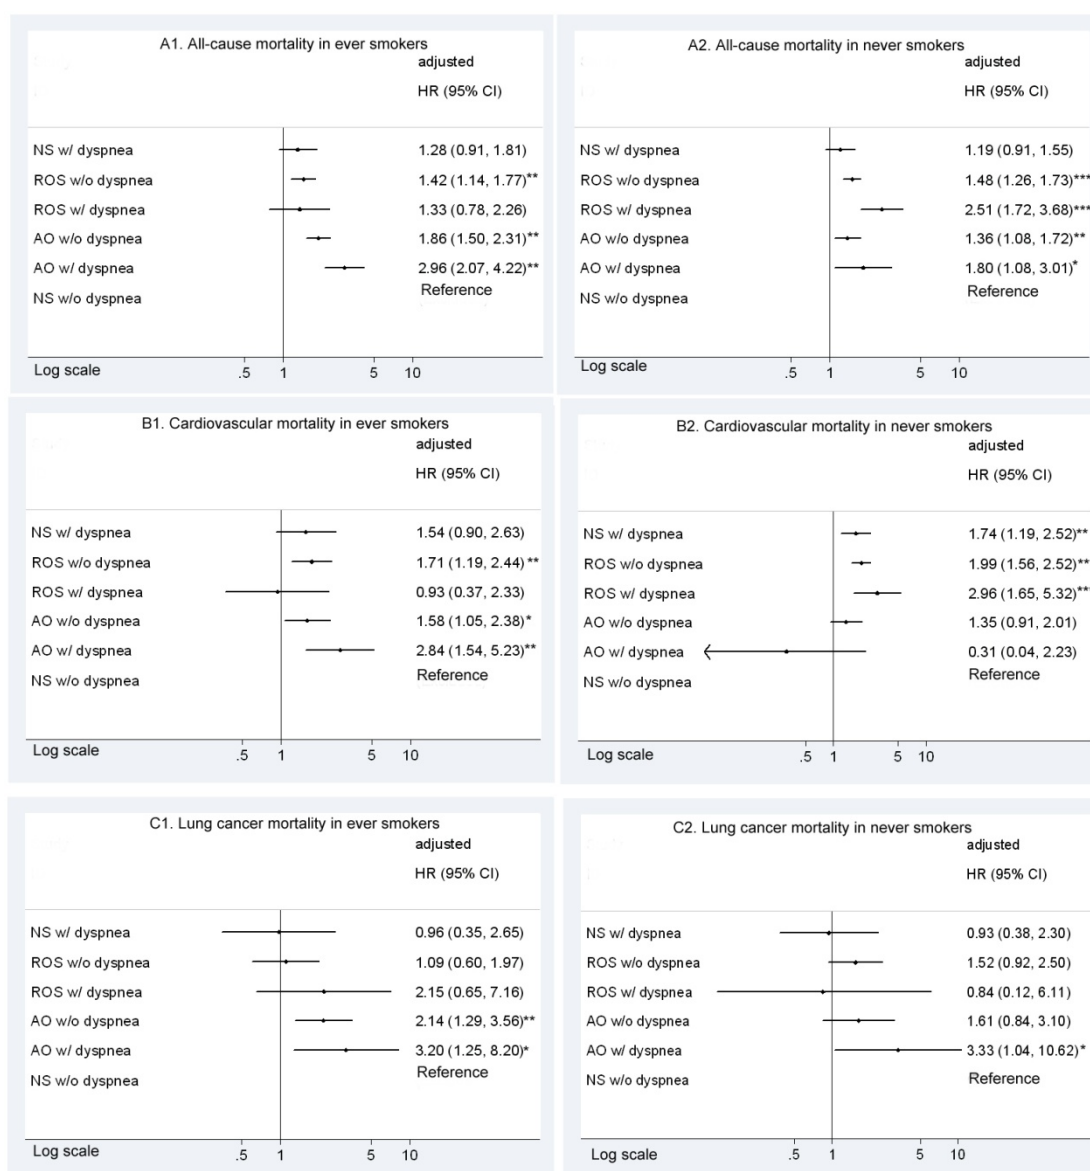 A1. All-cause mortality in ever smokers
adjusted
HR (95% CI)
NS w/ dyspnea 1.28 (0.91, 1.81)
ROS w/o dyspnea 1.42 (1.14, 1.77)**
ROS w/ dyspnea 1.33 (0.78, 2.26)
AO w/o dyspnea 1.86 (1.50, 2.31)**
AO w/ dyspnea 2.96 (2.07, 4.22)**
NS w/o dyspnea Reference
Log scale .5 1 5 10
A2. All-cause mortality in never smokers
adjusted
HR (95% CI)
NS w/ dyspnea 1.19 (0.91, 1.55)
ROS w/o dyspnea 1.48 (1.26, 1.73)***
ROS w/ dyspnea 2.51 (1.72, 3.68)***
AO w/o dyspnea 1.36 (1.08, 1.72)**
AO w/ dyspnea 1.80 (1.08, 3.01)*
NS w/o dyspnea Reference
Log scale .5 1 5 10
B1. Cardiovascular mortality in ever smokers
adjusted
HR (95% CI)
NS w/ dyspnea 1.54 (0.90, 2.63)
ROS w/o dyspnea 1.71 (1.19, 2.44) **
ROS w/ dyspnea 0.93 (0.37, 2.33)
AO w/o dyspnea 1.58 (1.05, 2.38) *
AO w/ dyspnea 2.84 (1.54, 5.23)**
NS w/o dyspnea Reference
Log scale .5 1 5 10
B2. Cardiovascular mortality in never smokers
adjusted
HR (95% CI)
NS w/ dyspnea 1.74 (1.19, 2.52)**
ROS w/o dyspnea 1.99 (1.56, 2.52)**
ROS w/ dyspnea 2.96 (1.65, 5.32)***
AO w/o dyspnea 1.35 (0.91, 2.01)
AO w/ dyspnea 0.31 (0.04, 2.23)
NS w/o dyspnea Reference
Log scale .5 1 5 10
C1. Lung cancer mortality in ever smokers
adjusted
HR (95% CI)
NS w/ dyspnea 0.96 (0.35, 2.65)
ROS w/o dyspnea 1.09 (0.60, 1.97)
ROS w/ dyspnea 2.15 (0.65, 7.16)
AO w/o dyspnea 2.14 (1.29, 3.56)**
AO w/ dyspnea 3.20 (1.25, 8.20)*
NS w/o dyspnea Reference
Log scale .5 1 5 10
C2. Lung cancer mortality in never smokers
adjusted
HR (95% CI)
NS w/ dyspnea 0.93 (0.38, 2.30)
ROS w/o dyspnea 1.52 (0.92, 2.50)
ROS w/ dyspnea 0.84 (0.12, 6.11)
AO w/o dyspnea 1.61 (0.84, 3.10)
AO w/ dyspnea 3.33 (1.04, 10.62)*
NS w/o dyspnea Reference
Log scale .5 1 5 10